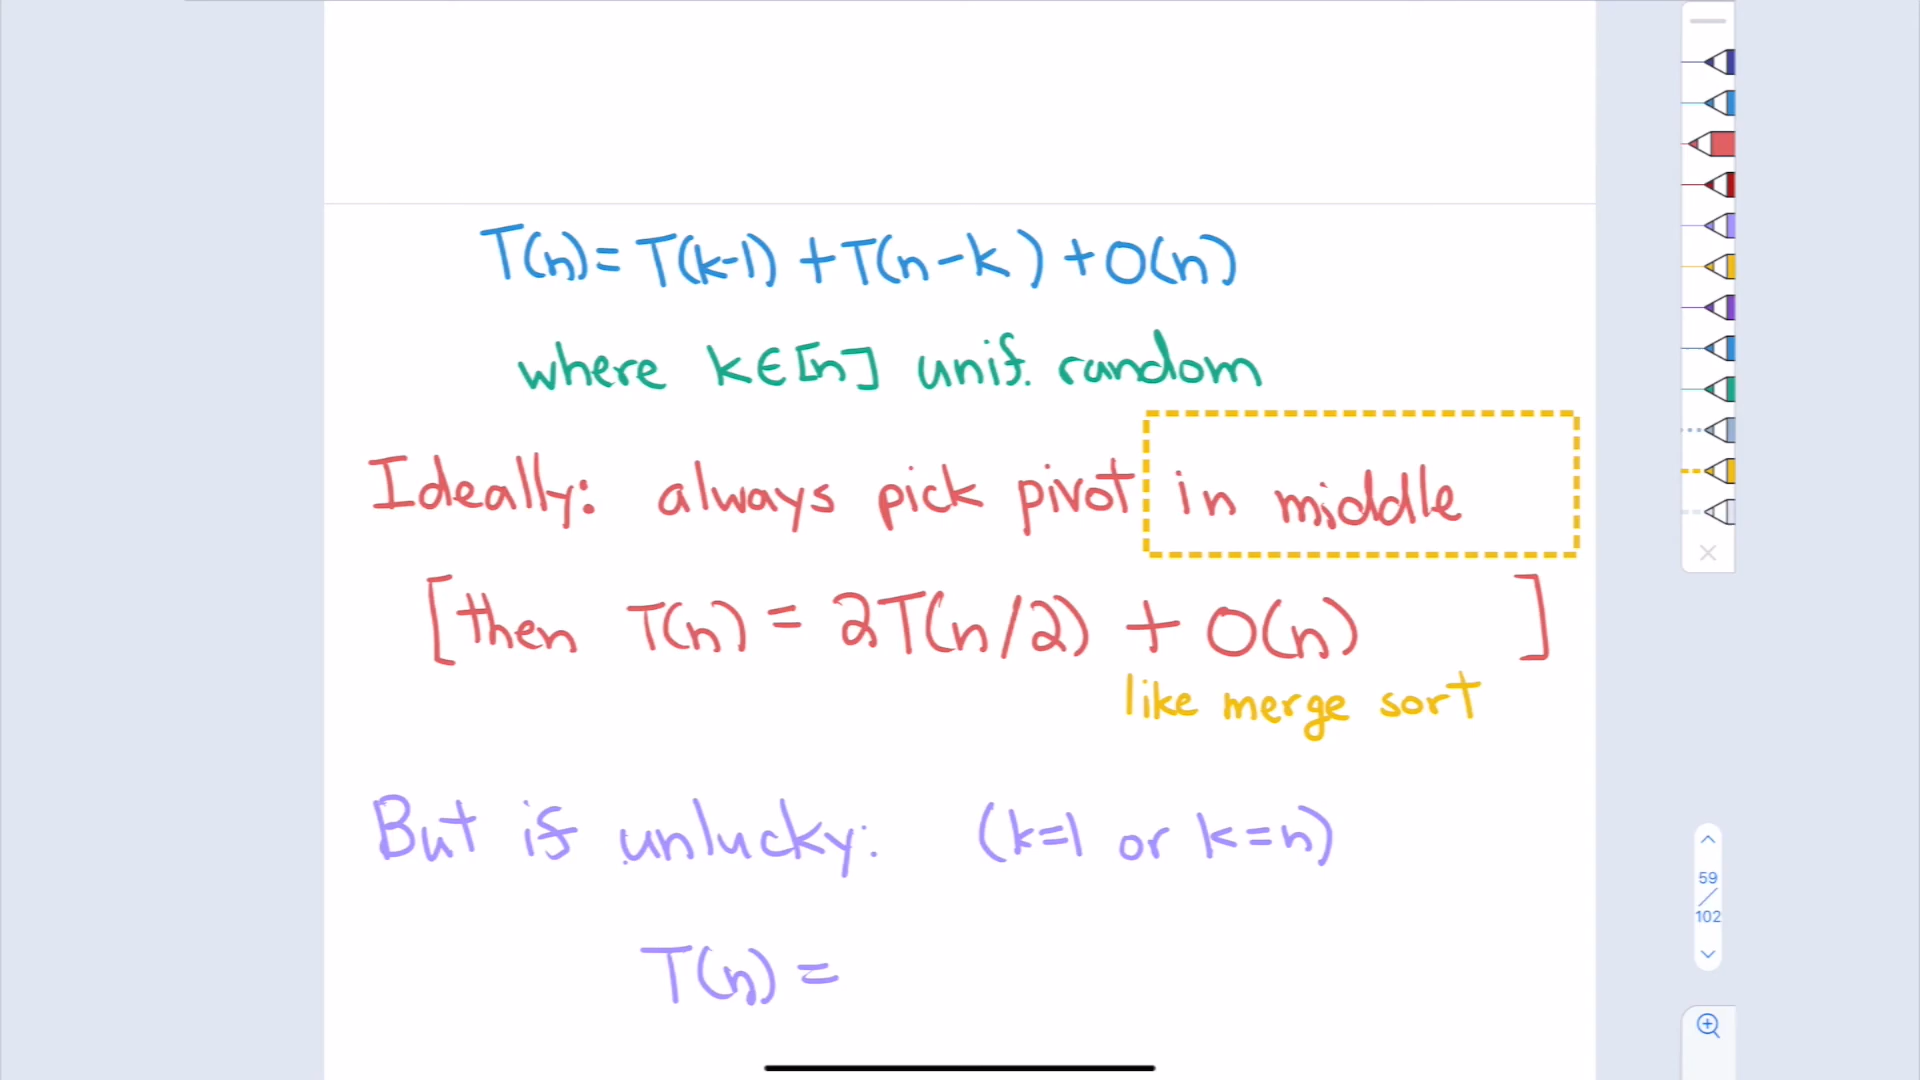 T(n) = T(k-1) + T(n-k) + O(n)
where k∈[n] unif. random
Ideally: always pick pivot in middle
[then T(n) = 2T(n/2) + O(n) ]
like merge sort
But if unlucky: (k=1 or k=n)
T(n) =
59
/
102